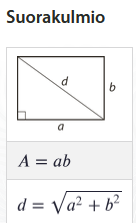 Suorakulmio
d
b
a
A = ab
d = √a² + b²